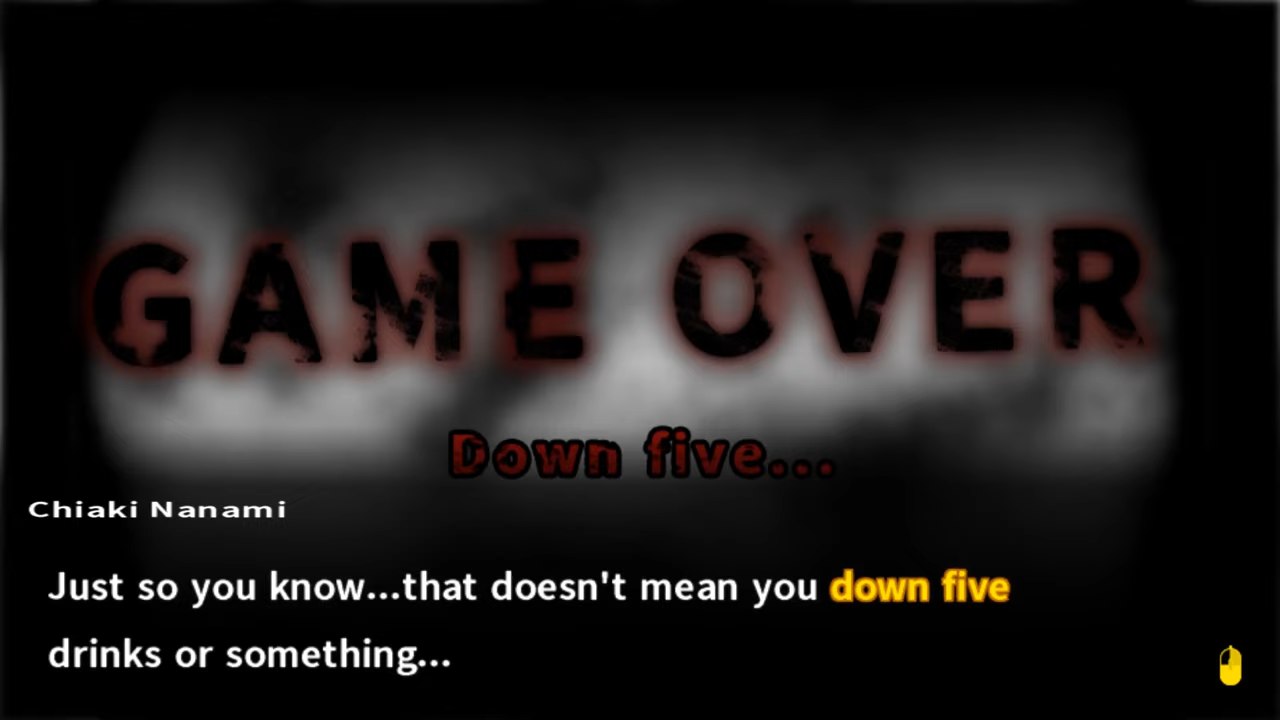 GAME OVER
Down five...
Chiaki Nanami
Just so you know...that doesn't mean you down five
drinks or something...